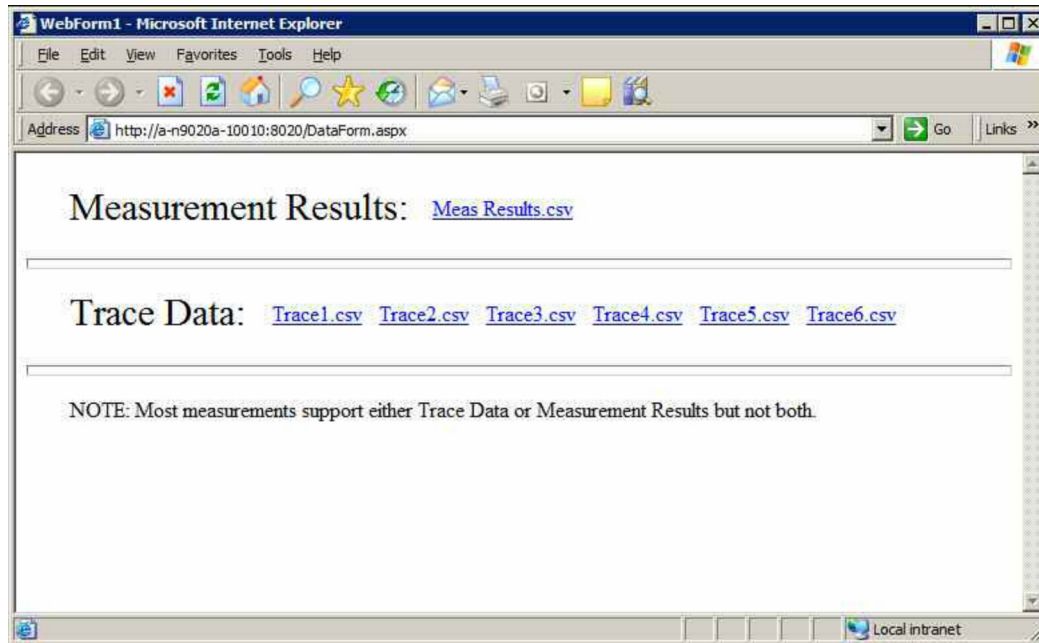 WebForm1 - Microsoft Internet Explorer
File Edit View Favorites Tools Help
Address http://a-n9020a-10010:8020/DataForm.aspx Go Links »
Measurement Results: Meas Results.csv
Trace Data: Trace1.csv Trace2.csv Trace3.csv Trace4.csv Trace5.csv Trace6.csv
NOTE: Most measurements support either Trace Data or Measurement Results but not both.
Local intranet